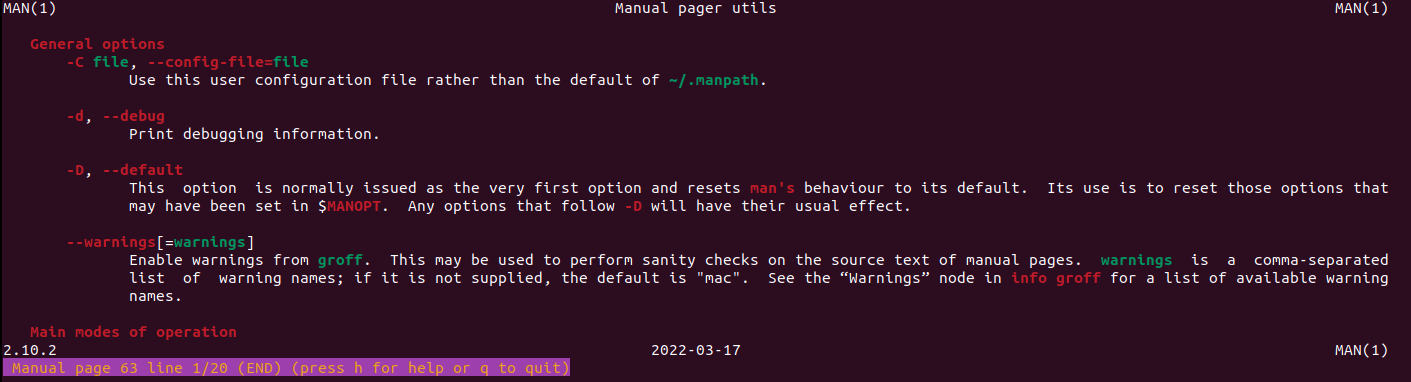 MAN(1) Manual pager utils MAN(1)
General options
-C file, --config-file=file
Use this user configuration file rather than the default of ~/.manpath.
-d, --debug
Print debugging information.
-D, --default
This option is normally issued as the very first option and resets man's behaviour to its default. Its use is to reset those options that
may have been set in $MANOPT. Any options that follow -D will have their usual effect.
--warnings[=warnings]
Enable warnings from groff. This may be used to perform sanity checks on the source text of manual pages. warnings is a comma-separated
list of warning names; if it is not supplied, the default is "mac". See the “Warnings” node in info groff for a list of available warning
names.
Main modes of operation
2.10.2 2022-03-17 MAN(1)
Manual page 63 line 1/20 (END) (press h for help or q to quit)